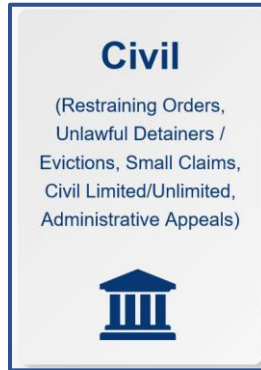 Civil
(Restraining Orders,
Unlawful Detainers /
Evictions, Small Claims,
Civil Limited/Unlimited,
Administrative Appeals)